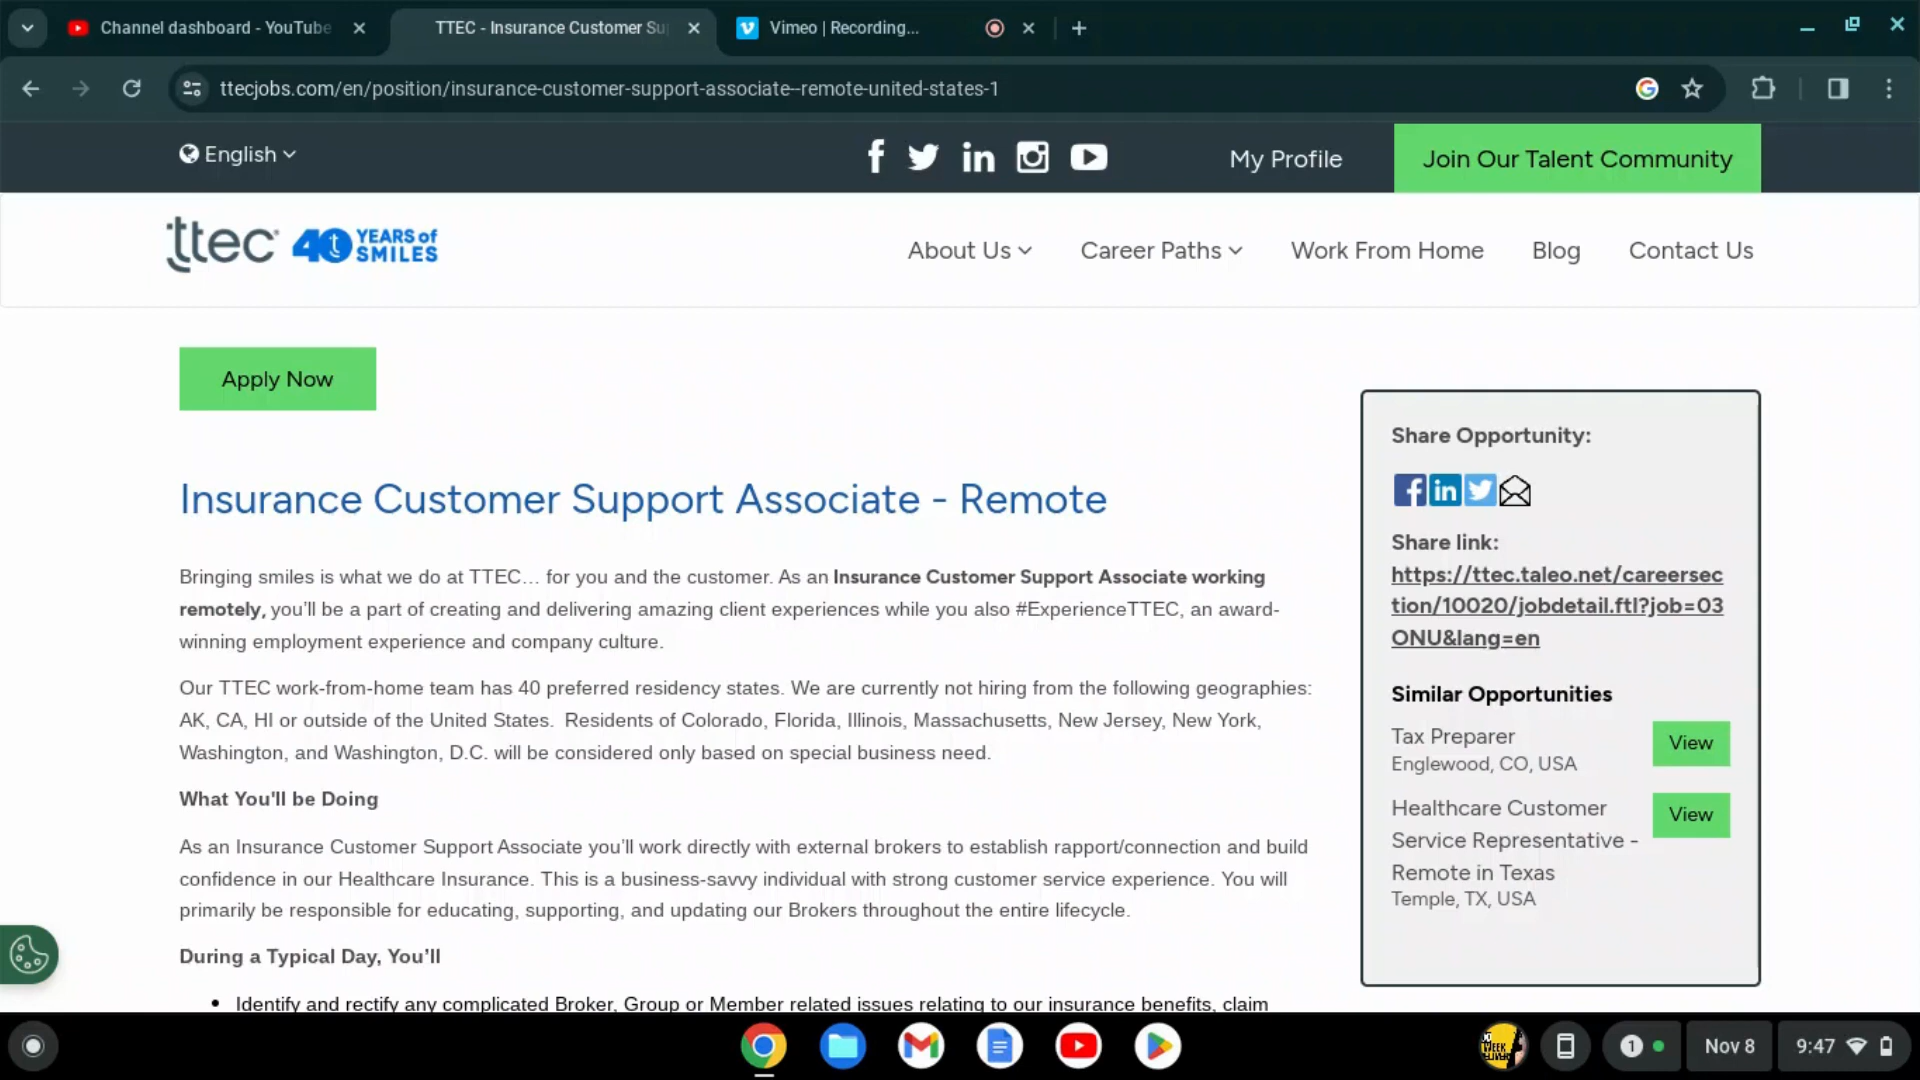 Channel dashboard - YouTube
TTEC - Insurance Customer Su
Vimeo | Recording...
ttecjobs.com/en/position/insurance-customer-support-associate--remote-united-states-1
English
My Profile
Join Our Talent Community
ttec
40 YEARS of SMILES
About Us
Career Paths
Work From Home
Blog
Contact Us
Apply Now
Insurance Customer Support Associate - Remote
Bringing smiles is what we do at TTEC… for you and the customer. As an Insurance Customer Support Associate working
remotely, you’ll be a part of creating and delivering amazing client experiences while you also #ExperienceTTEC, an award-
winning employment experience and company culture.
Our TTEC work-from-home team has 40 preferred residency states. We are currently not hiring from the following geographies:
AK, CA, HI or outside of the United States.  Residents of Colorado, Florida, Illinois, Massachusetts, New Jersey, New York,
Washington, and Washington, D.C. will be considered only based on special business need.
What You'll be Doing
As an Insurance Customer Support Associate you’ll work directly with external brokers to establish rapport/connection and build
confidence in our Healthcare Insurance. This is a business-savvy individual with strong customer service experience. You will
primarily be responsible for educating, supporting, and updating our Brokers throughout the entire lifecycle.
During a Typical Day, You’ll
• Identify and rectify any complicated Broker, Group or Member related issues relating to our insurance benefits, claim
Share Opportunity:
Share link:
https://ttec.taleo.net/careersec
tion/10020/jobdetail.ftl?job=03
ONU&lang=en
Similar Opportunities
Tax Preparer
Englewood, CO, USA
View
Healthcare Customer
Service Representative -
Remote in Texas
Temple, TX, USA
View
1
Nov 8
9:47